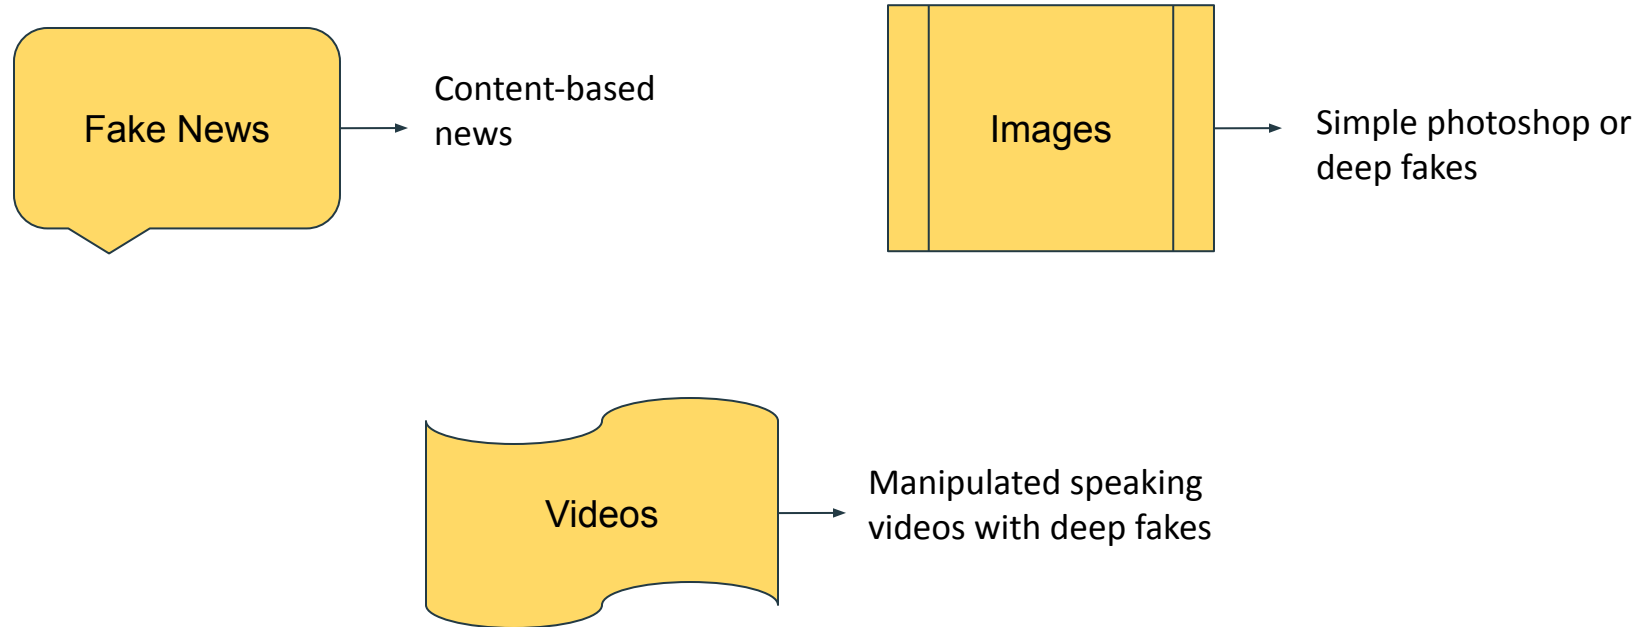 Fake News
Content-based
news
Images
Simple photoshop or
deep fakes
Videos
Manipulated speaking
videos with deep fakes